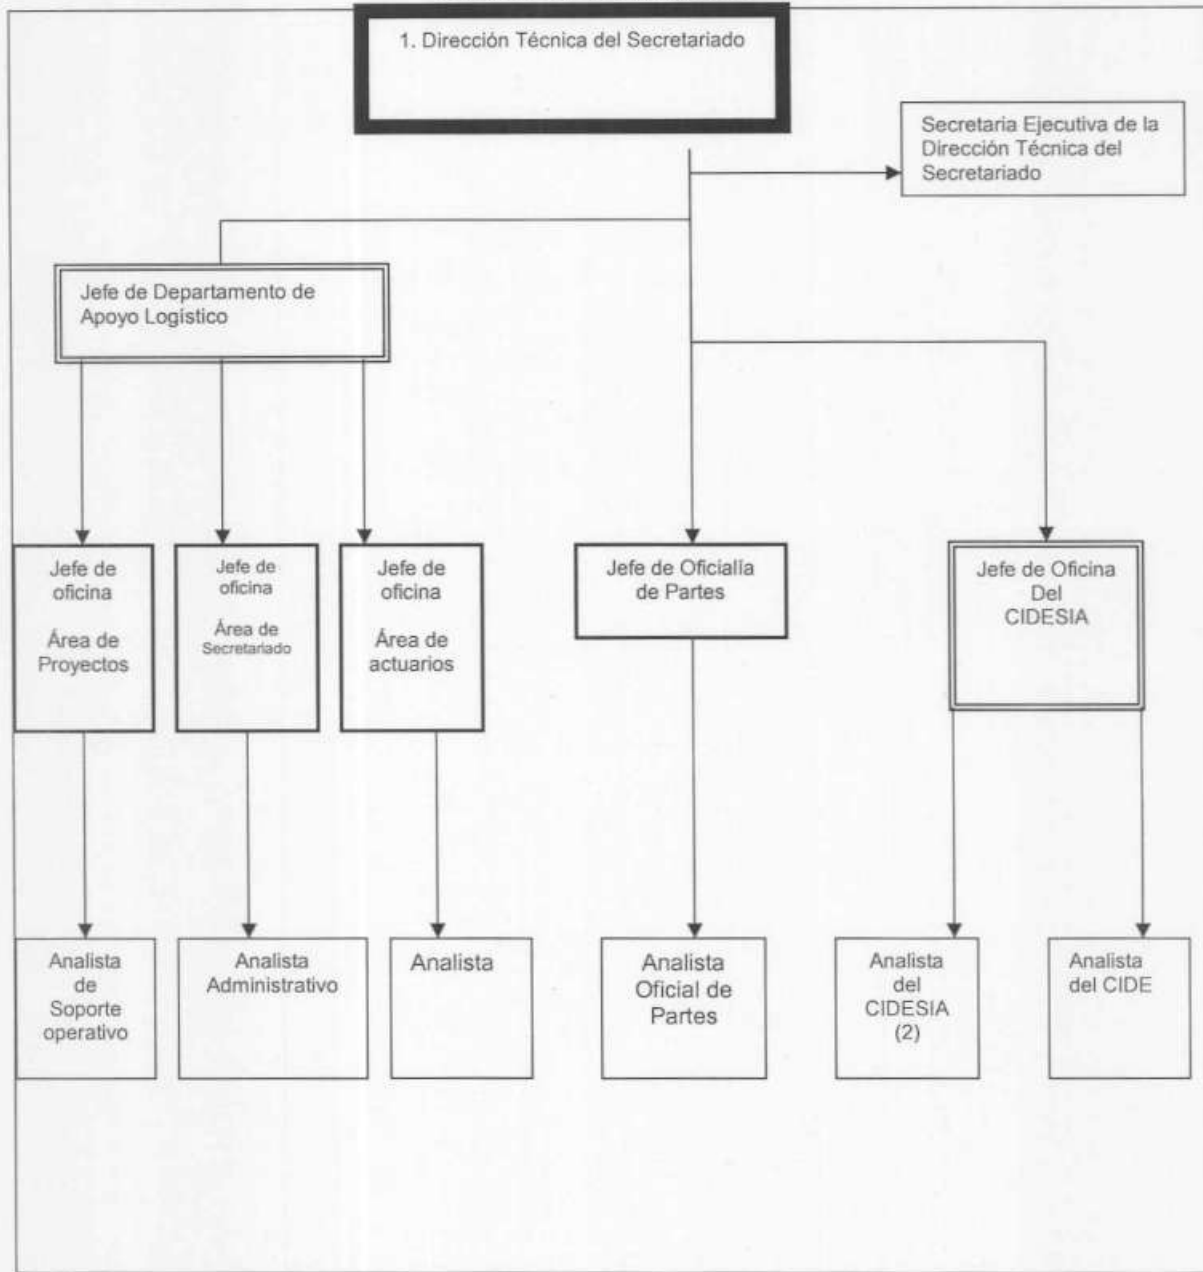 1. Dirección Técnica del Secretariado
Secretaria Ejecutiva de la
Dirección Técnica del
Secretariado
Jefe de Departamento de
Apoyo Logístico
Jefe de
oficina
Área de
Proyectos
Jefe de
oficina
Área de
Secretariado
Jefe de
oficina
Área de
actuarios
Jefe de Oficialía
de Partes
Jefe de Oficina
Del
CIDESIA
Analista
de
Soporte
operativo
Analista
Administrativo
Analista
Analista
Oficial de
Partes
Analista
del
CIDESIA
(2)
Analista
del CIDE